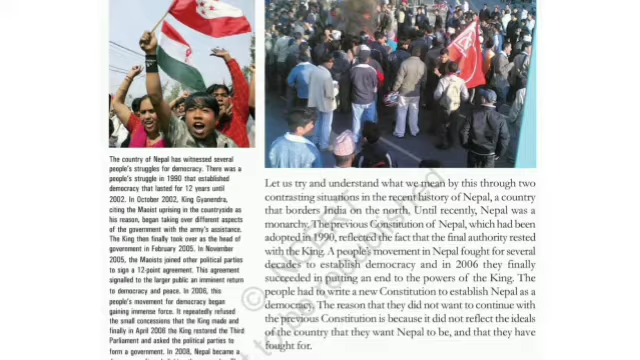 The country of Nepal has witnessed several
people's struggles for democracy. There was a
people's struggle in 1990 that established
democracy that lasted for 12 years until
2002. In October 2002, King Gyanendra,
citing the Maoist uprising in the countryside as
his reason, began taking over different aspects
of the government with the army's assistance.
The King then finally took over as the head of
government in February 2005. In November
2005, the Maoists joined other political parties
to sign a 12-point agreement. This agreement
signalled to the larger public an imminent return
to democracy and peace. In 2006, this
people's movement for democracy began
gaining immense force. It repeatedly refused
the small concessions that the King made and
finally in April 2006 the King restored the Third
Parliament and asked the political parties to
form a government. In 2008, Nepal became a
Let us try and understand what we mean by this through two
contrasting situation in the recent history of Nepal, a country
that borders India on the north. Until recently, Nepal was a
monarchy. The previous Constitution of Nepal, which had been
adopted in 1990, reflected the fact that the final authority rested
with the King. A people's movement in Nepal fought for several
decades to establish democracy and in 2006 they finally
succeeded in putting an end to the powers of the King. The
people had to write a new Constitution to establish Nepal as a
democracy. The reason that they did not want to continue with
the previous Constitution is because it did not reflect the ideals
of the country that they want Nepal to be, and that they have
fought for.